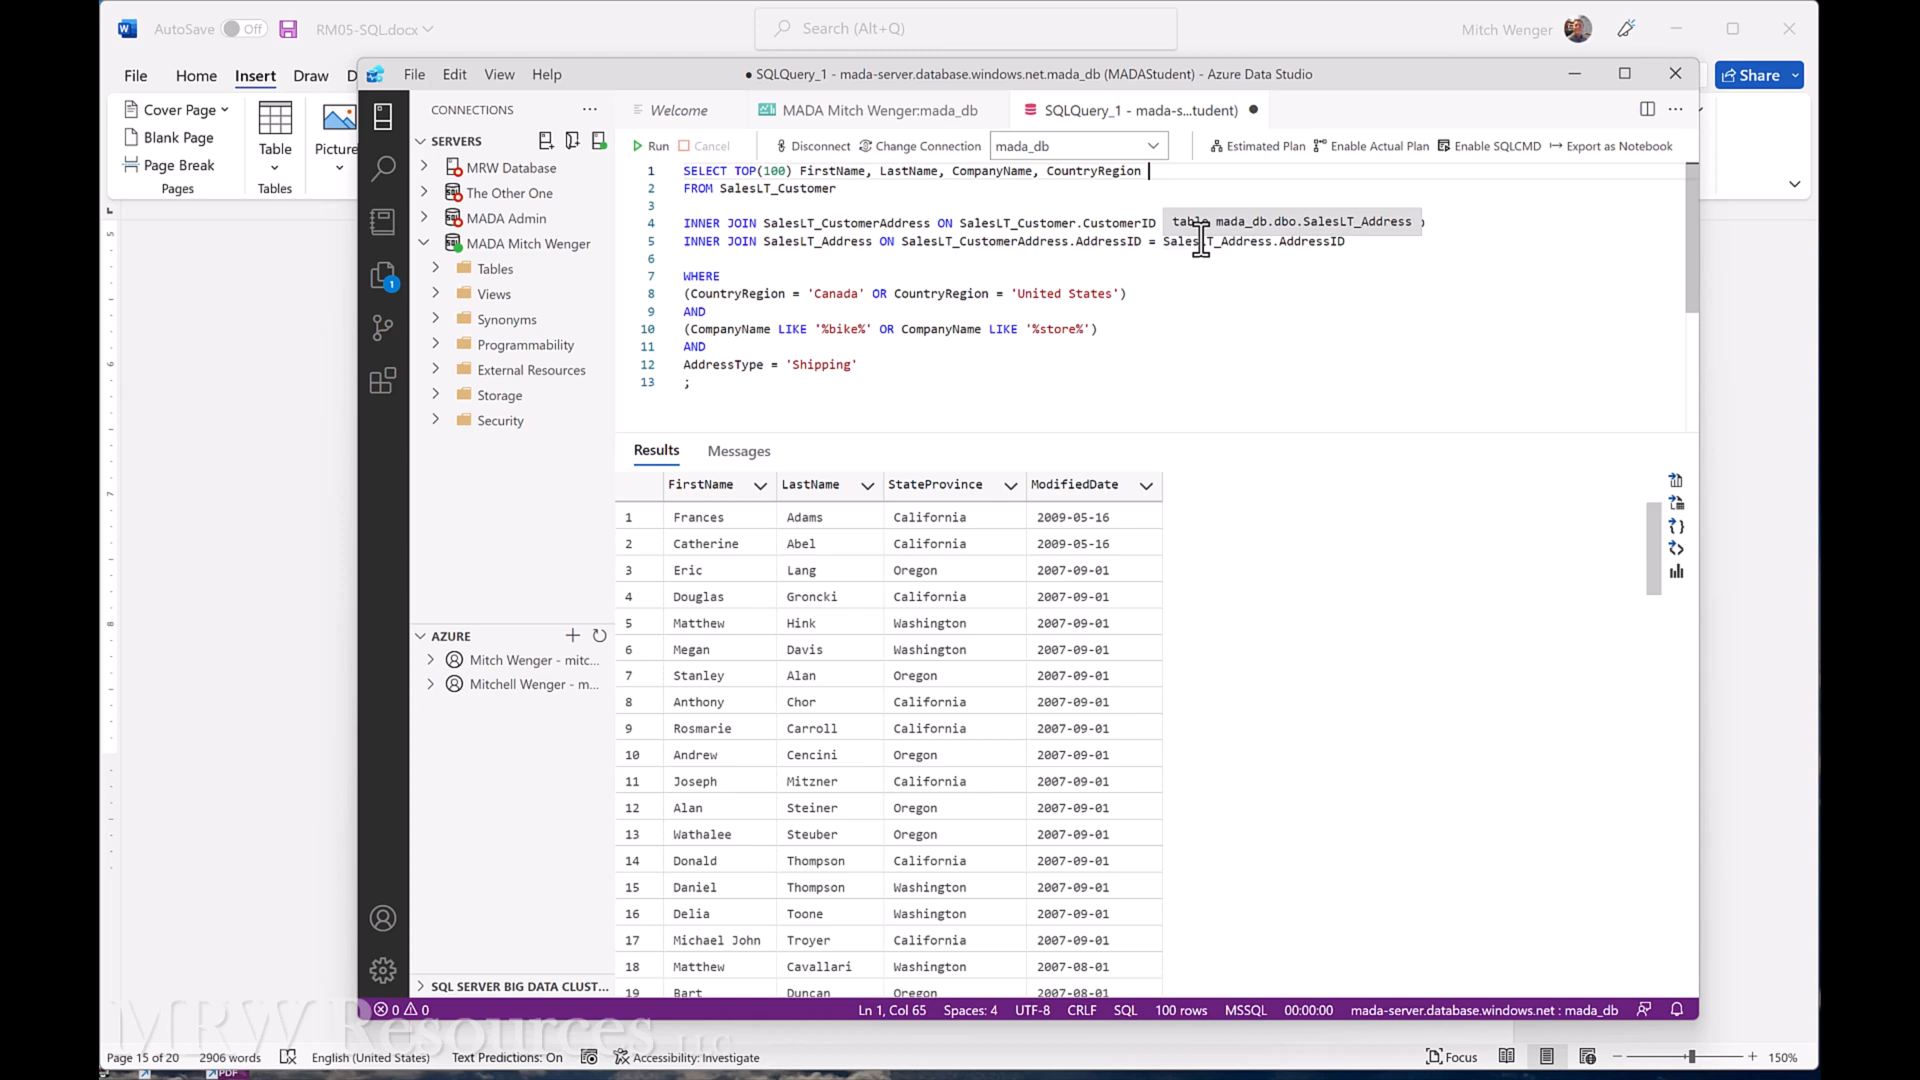 AutoSave Off RM05-SQL.docx Search (Alt+Q) Mitch Wenger
File Home Insert Draw D Share
Cover Page
Blank Page
Page Break
Pages
Table
Tables
Picture
File Edit View Help
● SQLQuery_1 - mada-server.database.windows.net.mada_db (MADAStudent) - Azure Data Studio
CONNECTIONS
SERVERS
MRW Database
The Other One
MADA Admin
MADA Mitch Wenger
Tables
Views
Synonyms
Programmability
External Resources
Storage
Security
1
AZURE
Mitch Wenger - mitc...
Mitchell Wenger - m...
SQL SERVER BIG DATA CLUST...
Welcome MADA Mitch Wenger:mada_db SQLQuery_1 - mada-s...tudent)
Run Cancel Disconnect Change Connection mada_db Estimated Plan Enable Actual Plan Enable SQLCMD Export as Notebook
1 SELECT TOP(100) FirstName, LastName, CompanyName, CountryRegion
2 FROM SalesLT_Customer
3
4 INNER JOIN SalesLT_CustomerAddress ON SalesLT_Customer.CustomerID
table mada_db.dbo.SalesLT_Address
5 INNER JOIN SalesLT_Address ON SalesLT_CustomerAddress.AddressID = SalesLT_Address.AddressID
6
7 WHERE
8 (CountryRegion = 'Canada' OR CountryRegion = 'United States')
9 AND
10 (CompanyName LIKE '%bike%' OR CompanyName LIKE '%store%')
11 AND
12 AddressType = 'Shipping'
13 ;
Results Messages
FirstName LastName StateProvince ModifiedDate
1 Frances Adams California 2009-05-16
2 Catherine Abel California 2009-05-16
3 Eric Lang Oregon 2007-09-01
4 Douglas Groncki California 2007-09-01
5 Matthew Hink Washington 2007-09-01
6 Megan Davis Washington 2007-09-01
7 Stanley Alan Oregon 2007-09-01
8 Anthony Chor California 2007-09-01
9 Rosmarie Carroll California 2007-09-01
10 Andrew Cencini Oregon 2007-09-01
11 Joseph Mitzner California 2007-09-01
12 Alan Steiner Oregon 2007-09-01
13 Wathalee Steuber Oregon 2007-09-01
14 Donald Thompson California 2007-09-01
15 Daniel Thompson Washington 2007-09-01
16 Delia Toone Washington 2007-09-01
17 Michael John Troyer California 2007-09-01
18 Matthew Cavallari Washington 2007-08-01
19 Bart Duncan Oregon 2007-08-01
0 0 Ln 1, Col 65 Spaces: 4 UTF-8 CRLF SQL 100 rows MSSQL 00:00:00 mada-server.database.windows.net : mada_db
MRW Resources LLC
Page 15 of 20 2906 words English (United States) Text Predictions: On Accessibility: Investigate Focus 150%
PDF